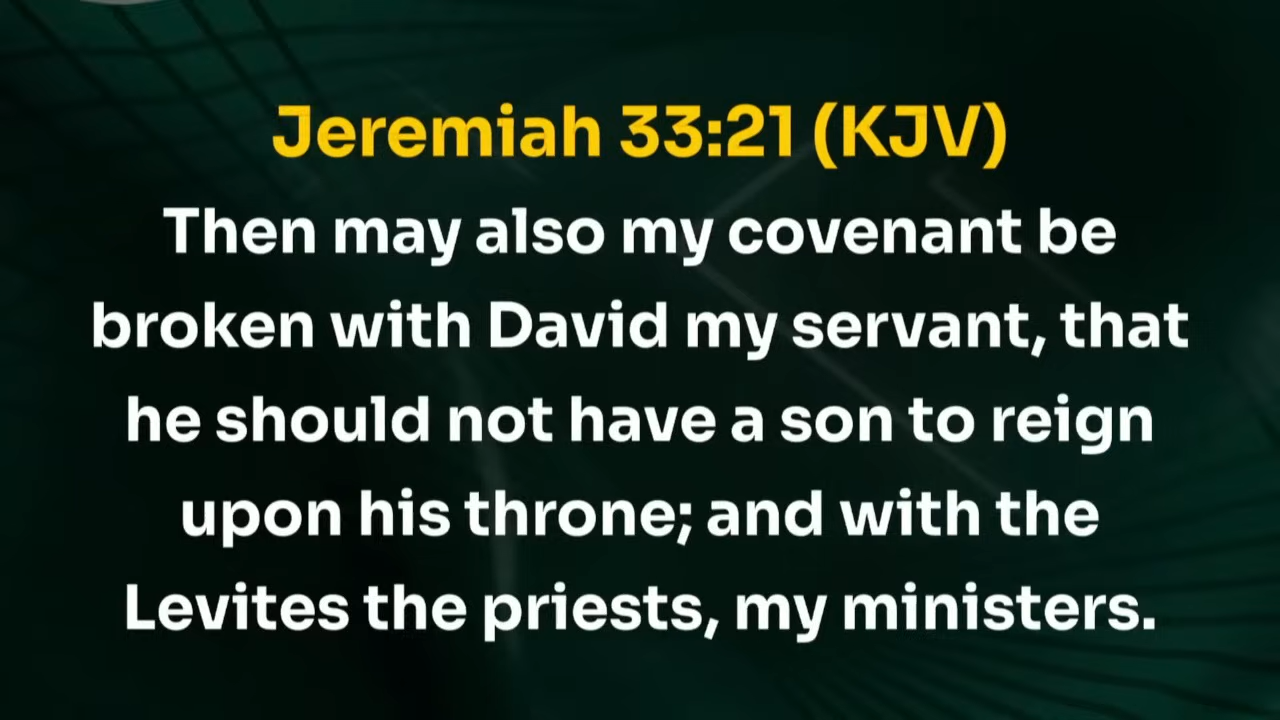 Jeremiah 33:21 (KJV)
Then may also my covenant be
broken with David my servant, that
he should not have a son to reign
upon his throne; and with the
Levites the priests, my ministers.